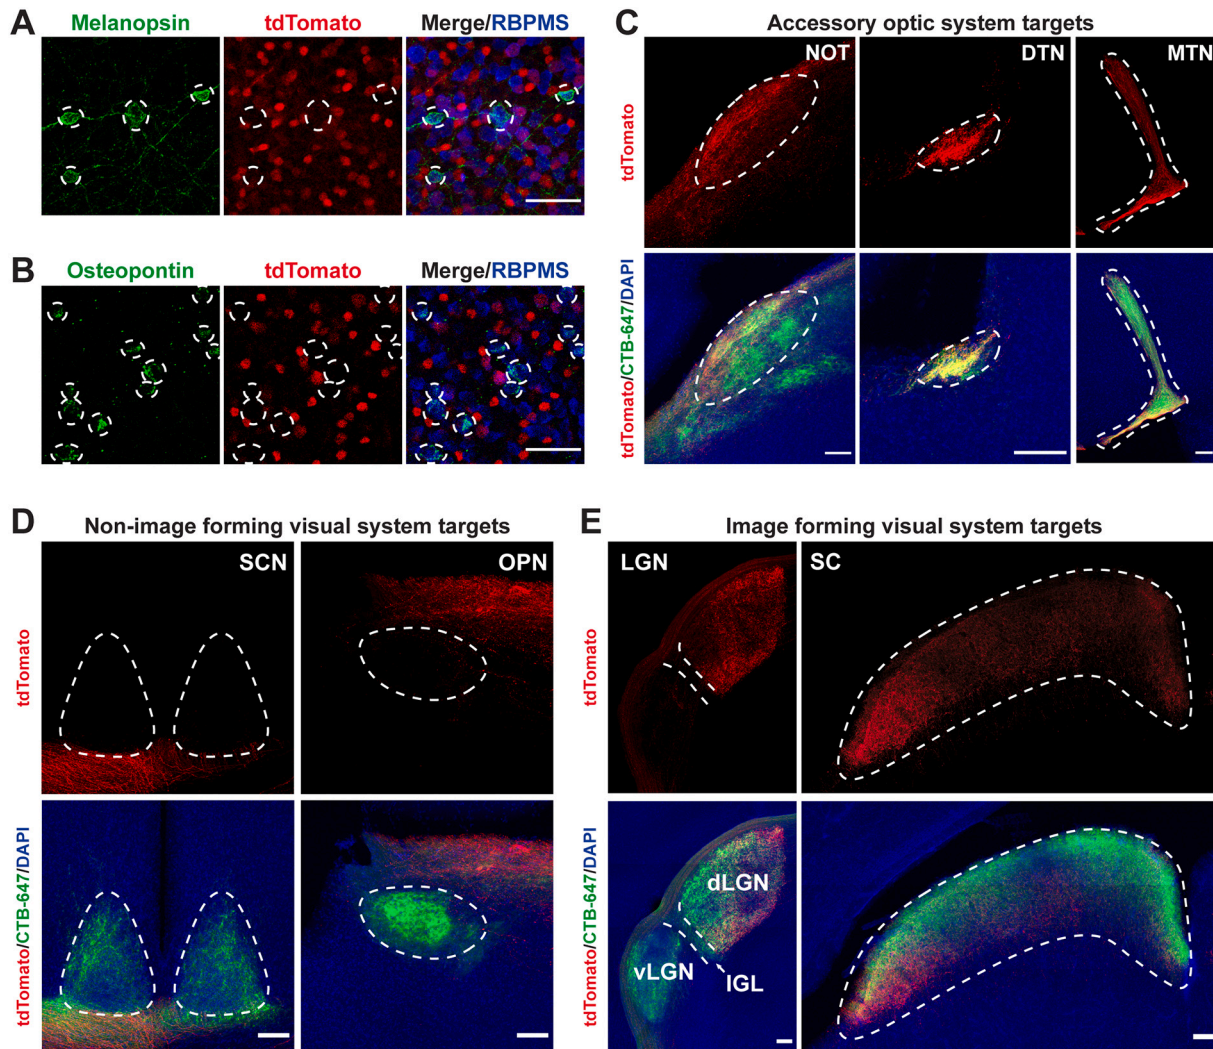 A
Melanopsin
tdTomato
Merge/RBPMS
B
Osteopontin
tdTomato
Merge/RBPMS
C
Accessory optic system targets
NOT
DTN
MTN
tdTomato
tdTomato/CTB-647/DAPI
D
Non-image forming visual system targets
SCN
OPN
tdTomato
tdTomato/CTB-647/DAPI
E
Image forming visual system targets
LGN
SC
tdTomato
tdTomato/CTB-647/DAPI
dLGN
vLGN
IGL